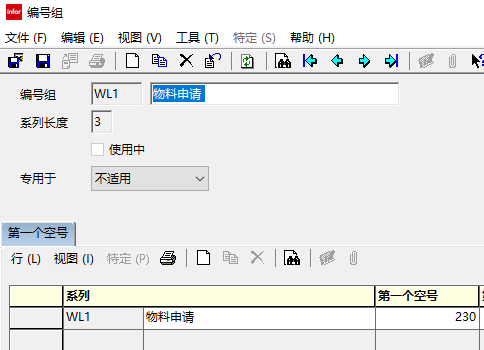 infor 编号组
文件 (F) 编辑 (E) 视图 (V) 工具 (T) 特定 (S) 帮助 (H)
编号组 WL1 物料申请
系列长度 3
使用中
专用于 不适用
第一个空号
行 (L) 视图 (I) 特定 (P)
系列 第一个空号
WL1 物料申请 230